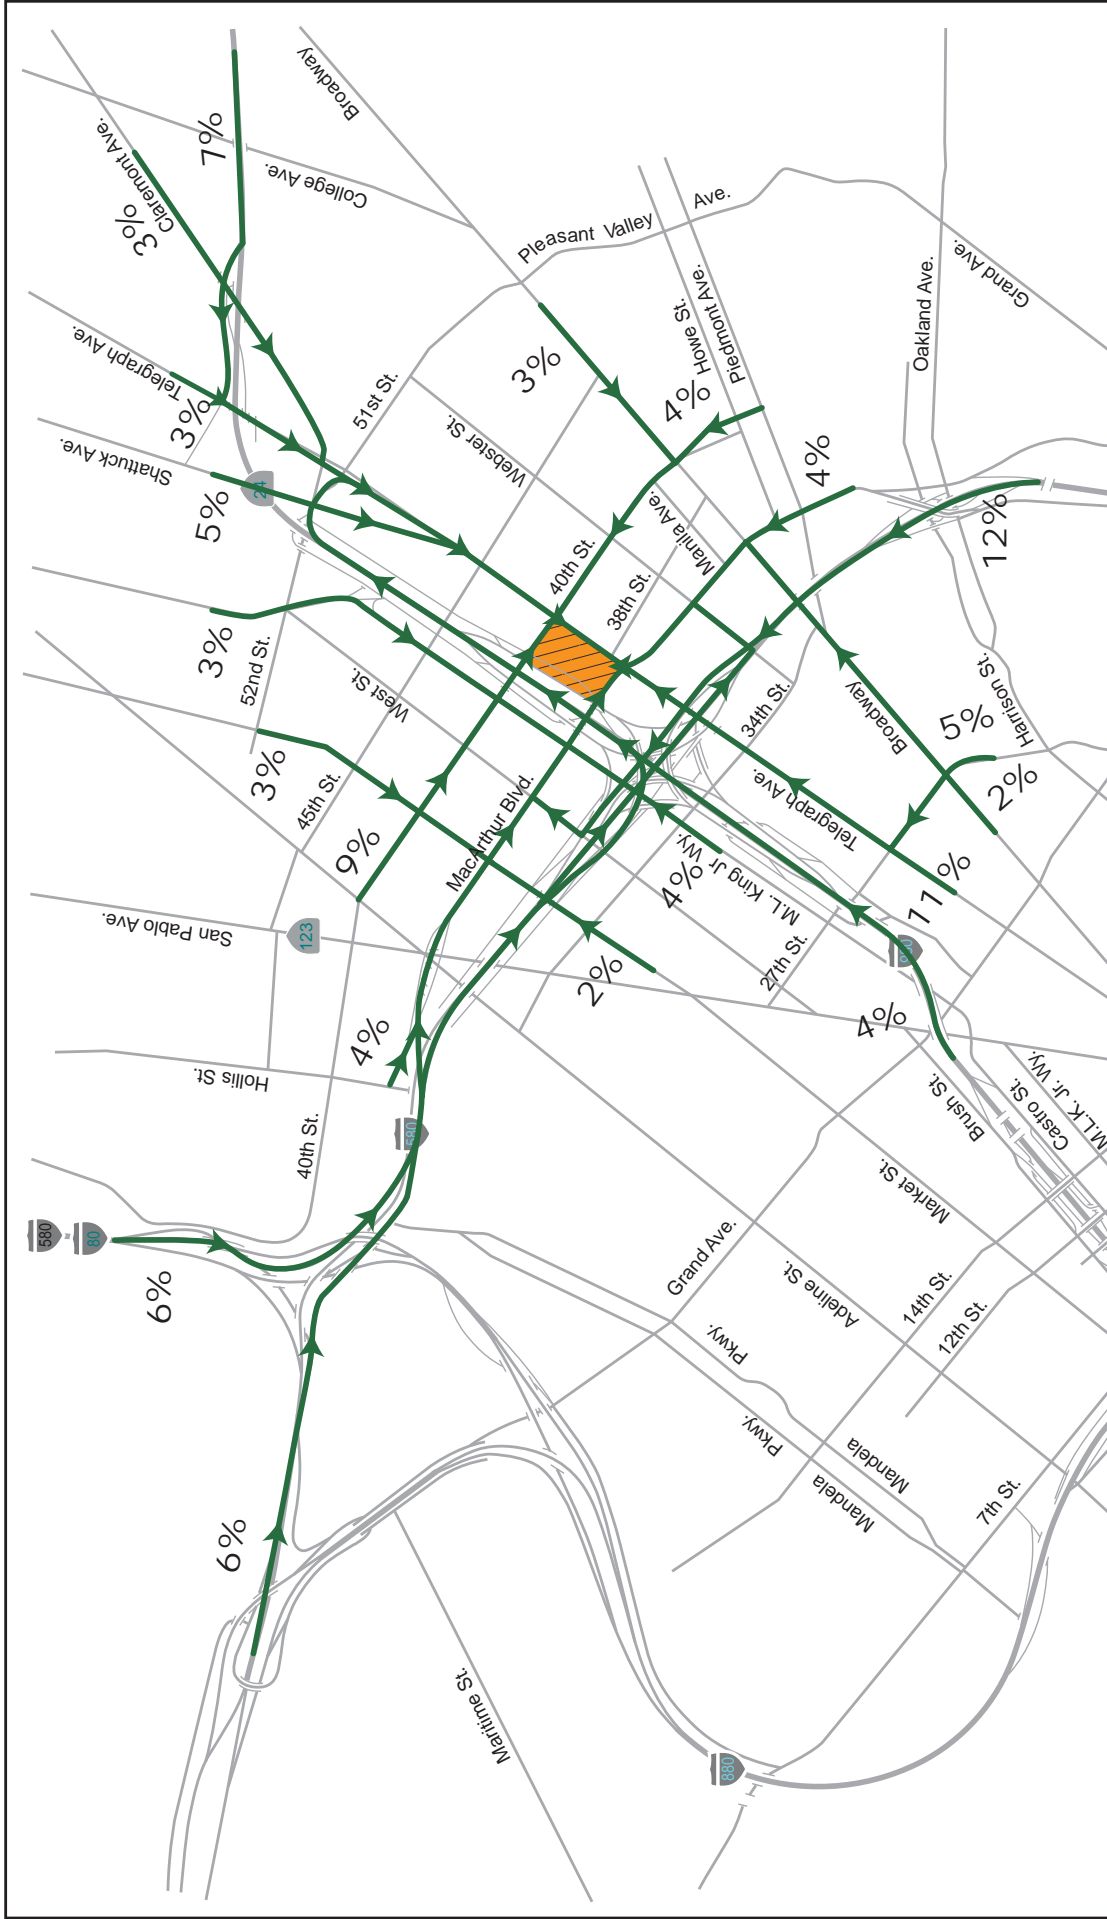 Broadway
7%
Claremont Ave.
3%
College Ave.
Pleasant Valley Ave.
Telegraph Ave.
3%
Shattuck Ave.
5%
24
51st St.
Webster St.
3%
4%
Howe St.
Piedmont Ave.
Oakland Ave.
Grand Ave.
4%
12%
Manila Ave.
40th St.
38th St.
3%
52nd St.
West St.
3%
45th St.
9%
MacArthur Blvd.
34th St.
Broadway
5%
Harrison St.
2%
Telegraph Ave.
11%
M.L. King Jr Wy.
4%
27th St.
980
4%
San Pablo Ave.
123
2%
4%
Hollis St.
40th St.
580
Brush St.
Castro St.
M.L.K. Jr. Wy.
Market St.
580
80
6%
Grand Ave.
Adeline St.
14th St.
12th St.
Pkwy.
Pkwy.
Mandela
Mandela
7th St.
6%
Maritime St.
880